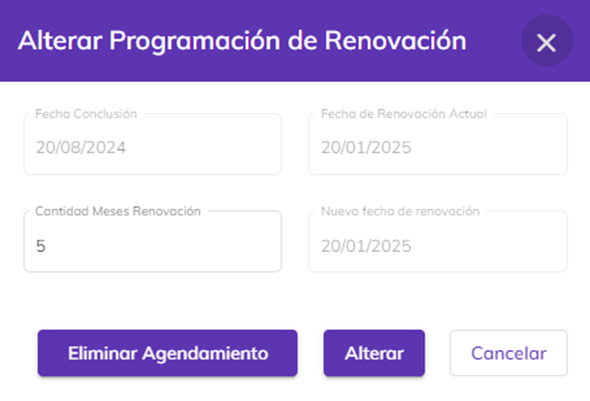 Alterar Programación de Renovación
Fecha Conclusión
20/08/2024
Fecha de Renovación Actual
20/01/2025
Cantidad Meses Renovación
5
Nueva fecha de renovación
20/01/2025
Eliminar Agendamiento
Alterar
Cancelar